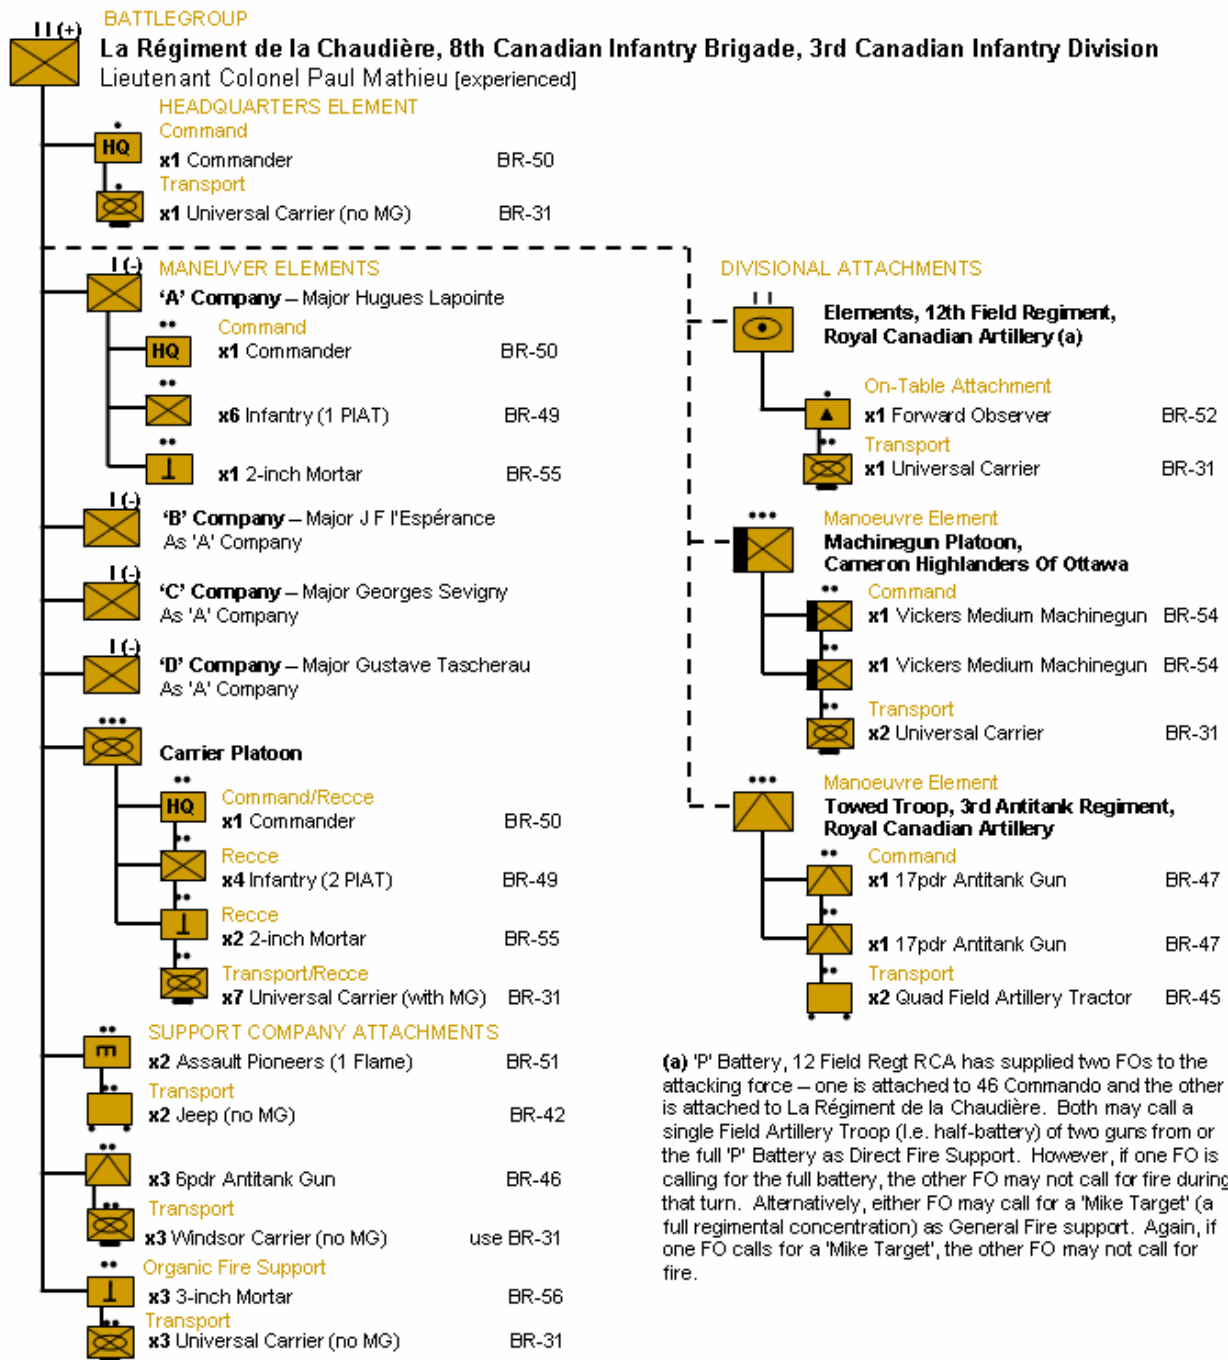 BATTLEGROUP
I I (+)
La Régiment de la Chaudière, 8th Canadian Infantry Brigade, 3rd Canadian Infantry Division
Lieutenant Colonel Paul Mathieu [experienced]
HEADQUARTERS ELEMENT
Command
HQ
x1 Commander BR-50
Transport
x1 Universal Carrier (no MG) BR-31
I (-)
MANEUVER ELEMENTS
'A' Company – Major Hugues Lapointe
Command
HQ
x1 Commander BR-50
x6 Infantry (1 PIAT) BR-49
x1 2-inch Mortar BR-55
I (-)
'B' Company – Major J F l'Espérance
As 'A' Company
I (-)
'C' Company – Major Georges Sevigny
As 'A' Company
I (-)
'D' Company – Major Gustave Tascherau
As 'A' Company
Carrier Platoon
Command/Recce
HQ
x1 Commander BR-50
Recce
x4 Infantry (2 PIAT) BR-49
Recce
x2 2-inch Mortar BR-55
Transport/Recce
x7 Universal Carrier (with MG) BR-31
SUPPORT COMPANY ATTACHMENTS
x2 Assault Pioneers (1 Flame) BR-51
Transport
x2 Jeep (no MG) BR-42
x3 6pdr Antitank Gun BR-46
Transport
x3 Windsor Carrier (no MG) use BR-31
Organic Fire Support
x3 3-inch Mortar BR-56
Transport
x3 Universal Carrier (no MG) BR-31
DIVISIONAL ATTACHMENTS
I I
Elements, 12th Field Regiment,
Royal Canadian Artillery (a)
On-Table Attachment
x1 Forward Observer BR-52
Transport
x1 Universal Carrier BR-31
Manoeuvre Element
Machinegun Platoon,
Cameron Highlanders Of Ottawa
Command
x1 Vickers Medium Machinegun BR-54
x1 Vickers Medium Machinegun BR-54
Transport
x2 Universal Carrier BR-31
Manoeuvre Element
Towed Troop, 3rd Antitank Regiment,
Royal Canadian Artillery
Command
x1 17pdr Antitank Gun BR-47
x1 17pdr Antitank Gun BR-47
Transport
x2 Quad Field Artillery Tractor BR-45
(a) 'P' Battery, 12 Field Regt RCA has supplied two FOs to the
attacking force – one is attached to 46 Commando and the other
is attached to La Régiment de la Chaudière. Both may call a
single Field Artillery Troop (I.e. half-battery) of two guns from or
the full 'P' Battery as Direct Fire Support. However, if one FO is
calling for the full battery, the other FO may not call for fire during
that turn. Alternatively, either FO may call for a 'Mike Target' (a
full regimental concentration) as General Fire support. Again, if
one FO calls for a 'Mike Target', the other FO may not call for
fire.